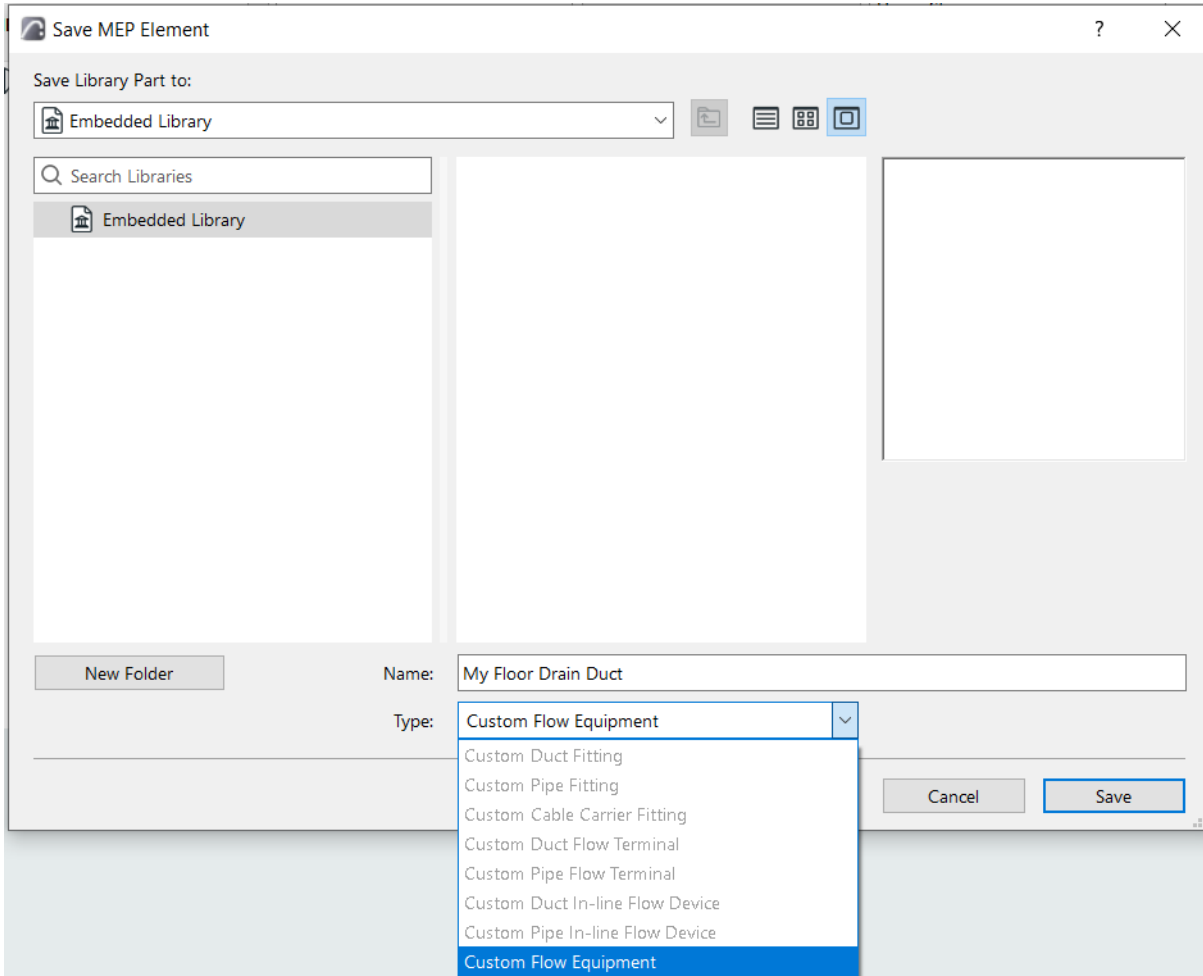 Save MEP Element
?
Save Library Part to:
Embedded Library
Search Libraries
Embedded Library
New Folder
Name:
My Floor Drain Duct
Type:
Custom Flow Equipment
Custom Duct Fitting
Custom Pipe Fitting
Custom Cable Carrier Fitting
Custom Duct Flow Terminal
Custom Pipe Flow Terminal
Custom Duct In-line Flow Device
Custom Pipe In-line Flow Device
Custom Flow Equipment
Cancel
Save